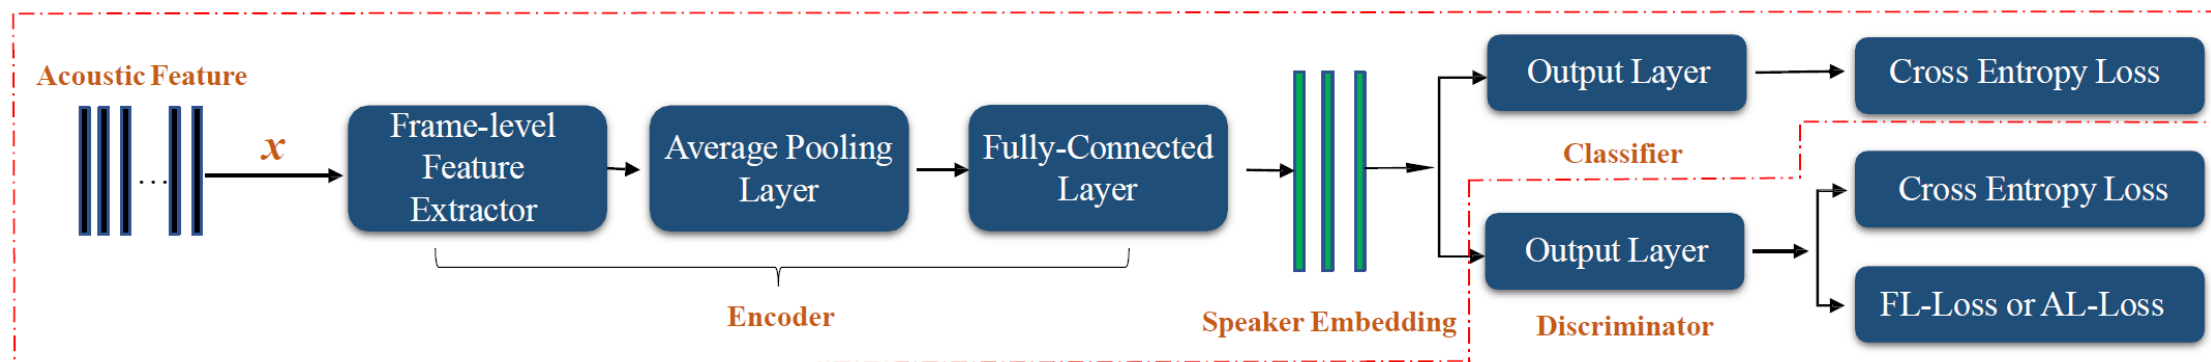 Acoustic Feature
x
...
Frame-level
Feature
Extractor
Average Pooling
Layer
Fully-Connected
Layer
Encoder
Speaker Embedding
Output Layer
Cross Entropy Loss
Classifier
Output Layer
Cross Entropy Loss
FL-Loss or AL-Loss
Discriminator